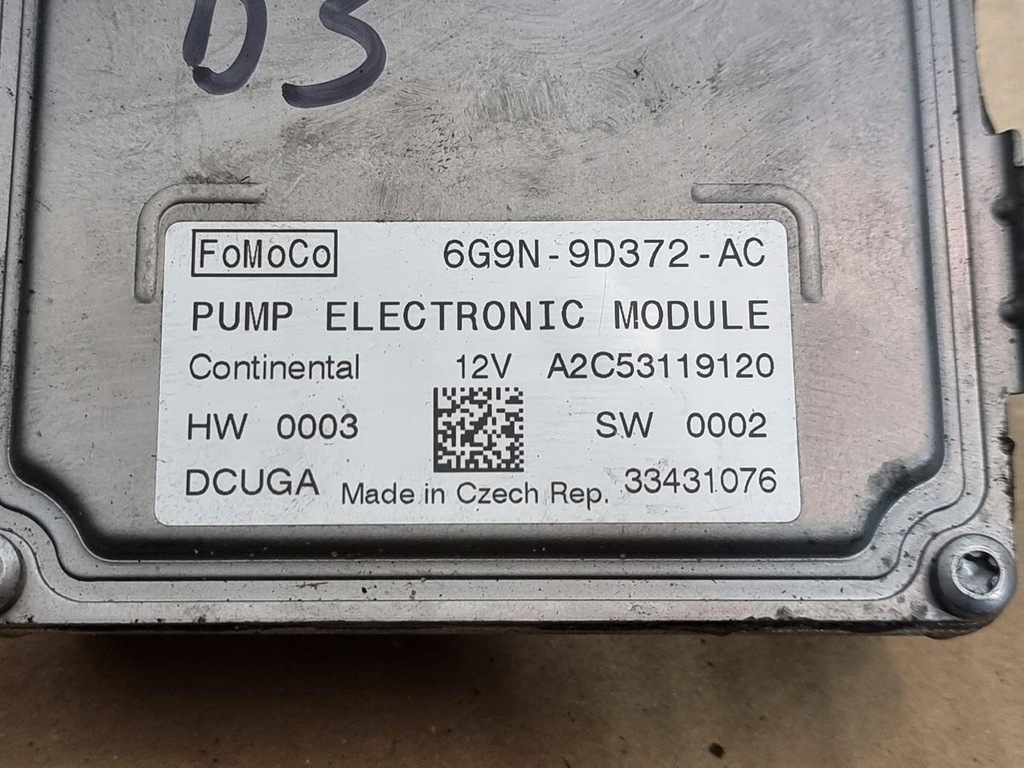 03
FoMoCo 6G9N-9D372-AC
PUMP ELECTRONIC MODULE
Continental 12V A2C53119120
HW 0003 SW 0002
DCUGA Made in Czech Rep. 33431076